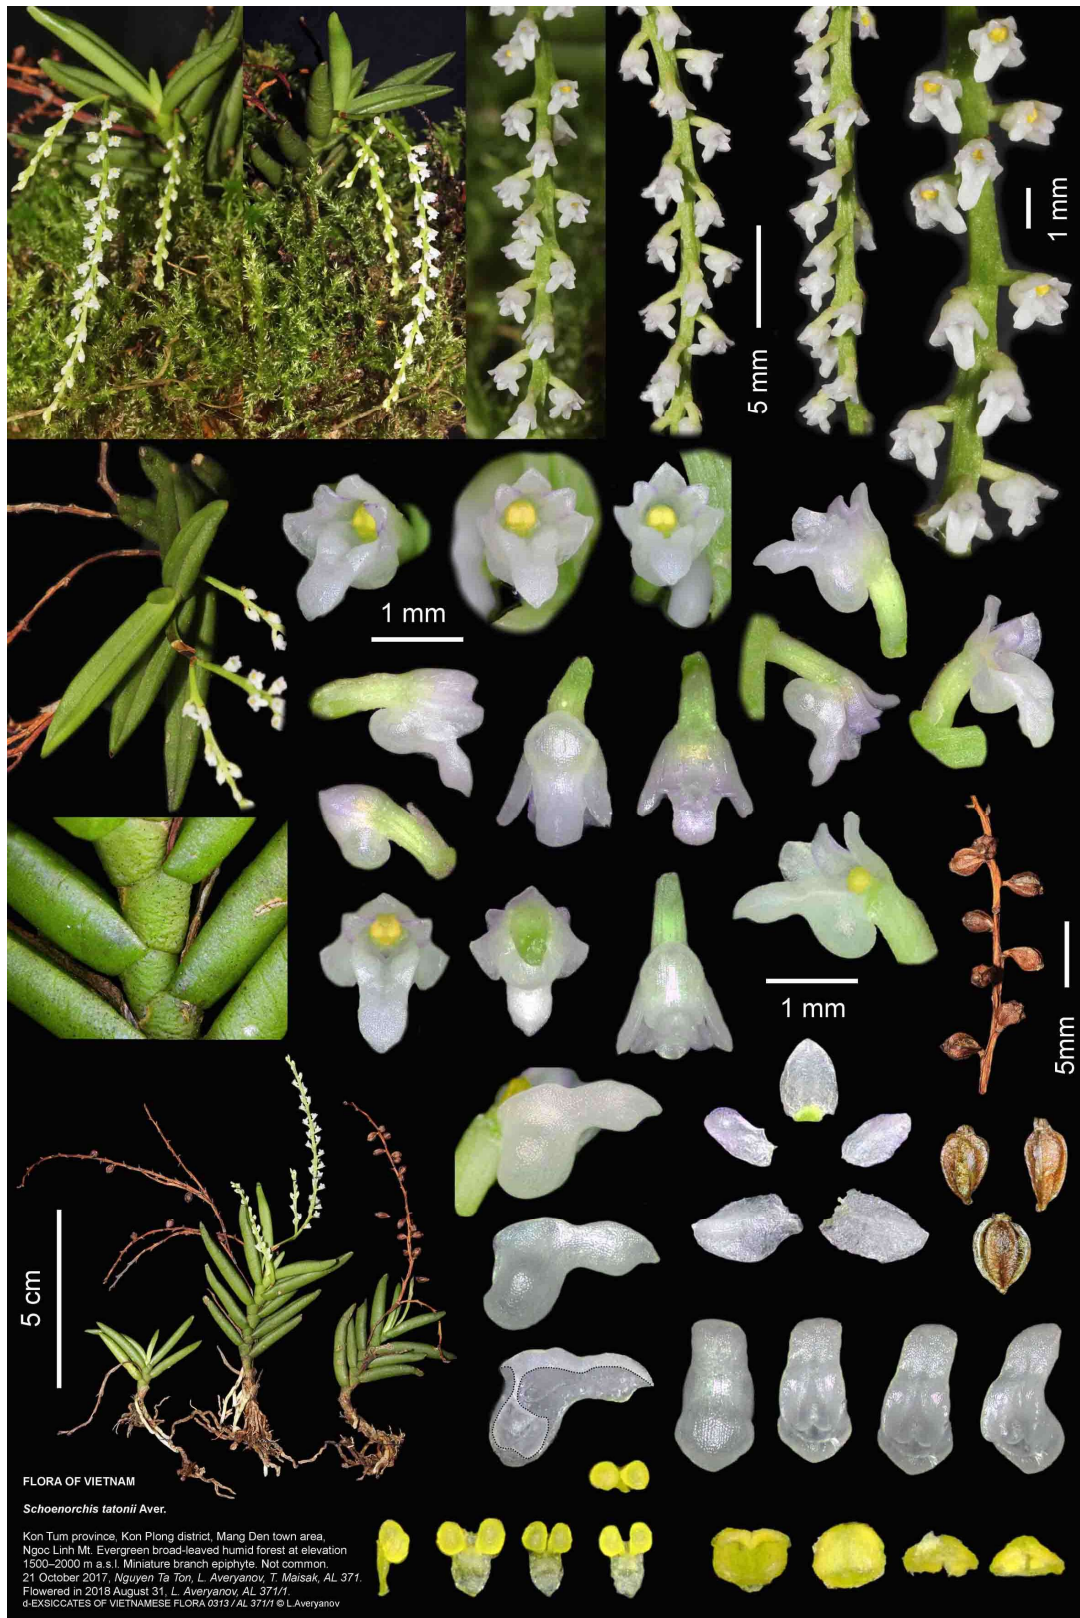 1 mm
5 mm
1 mm
1 mm
5mm
5 cm
FLORA OF VIETNAM
Schoenorchis tatonii Aver.
Kon Tum province, Kon Plong district, Mang Den town area,
Ngoc Linh Mt. Evergreen broad-leaved humid forest at elevation
1500–2000 m a.s.l. Miniature branch epiphyte. Not common.
21 October 2017, Nguyen Ta Ton, L. Averyanov, T. Maisak, AL 371.
Flowered in 2018 August 31, L. Averyanov, AL 371/1.
d-EXSICCATES OF VIETNAMESE FLORA 0313 / AL 371/1 © L.Averyanov